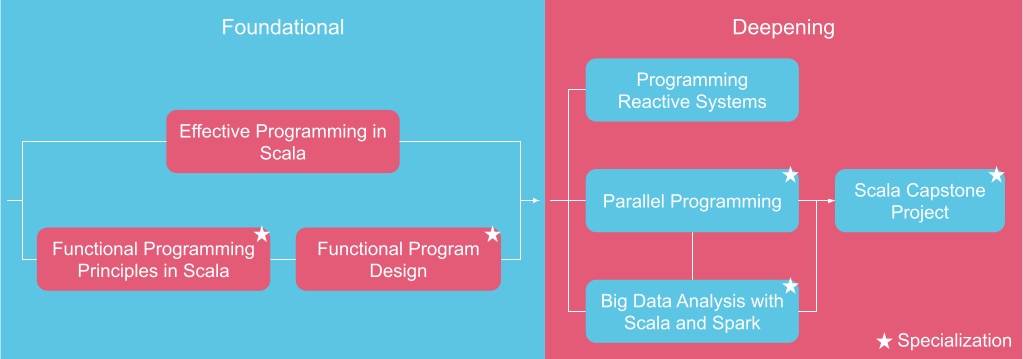 Foundational
Effective Programming in
Scala
Functional Programming
Principles in Scala
Functional Program
Design
Deepening
Programming
Reactive Systems
Parallel Programming
Scala Capstone
Project
Big Data Analysis with
Scala and Spark
Specialization